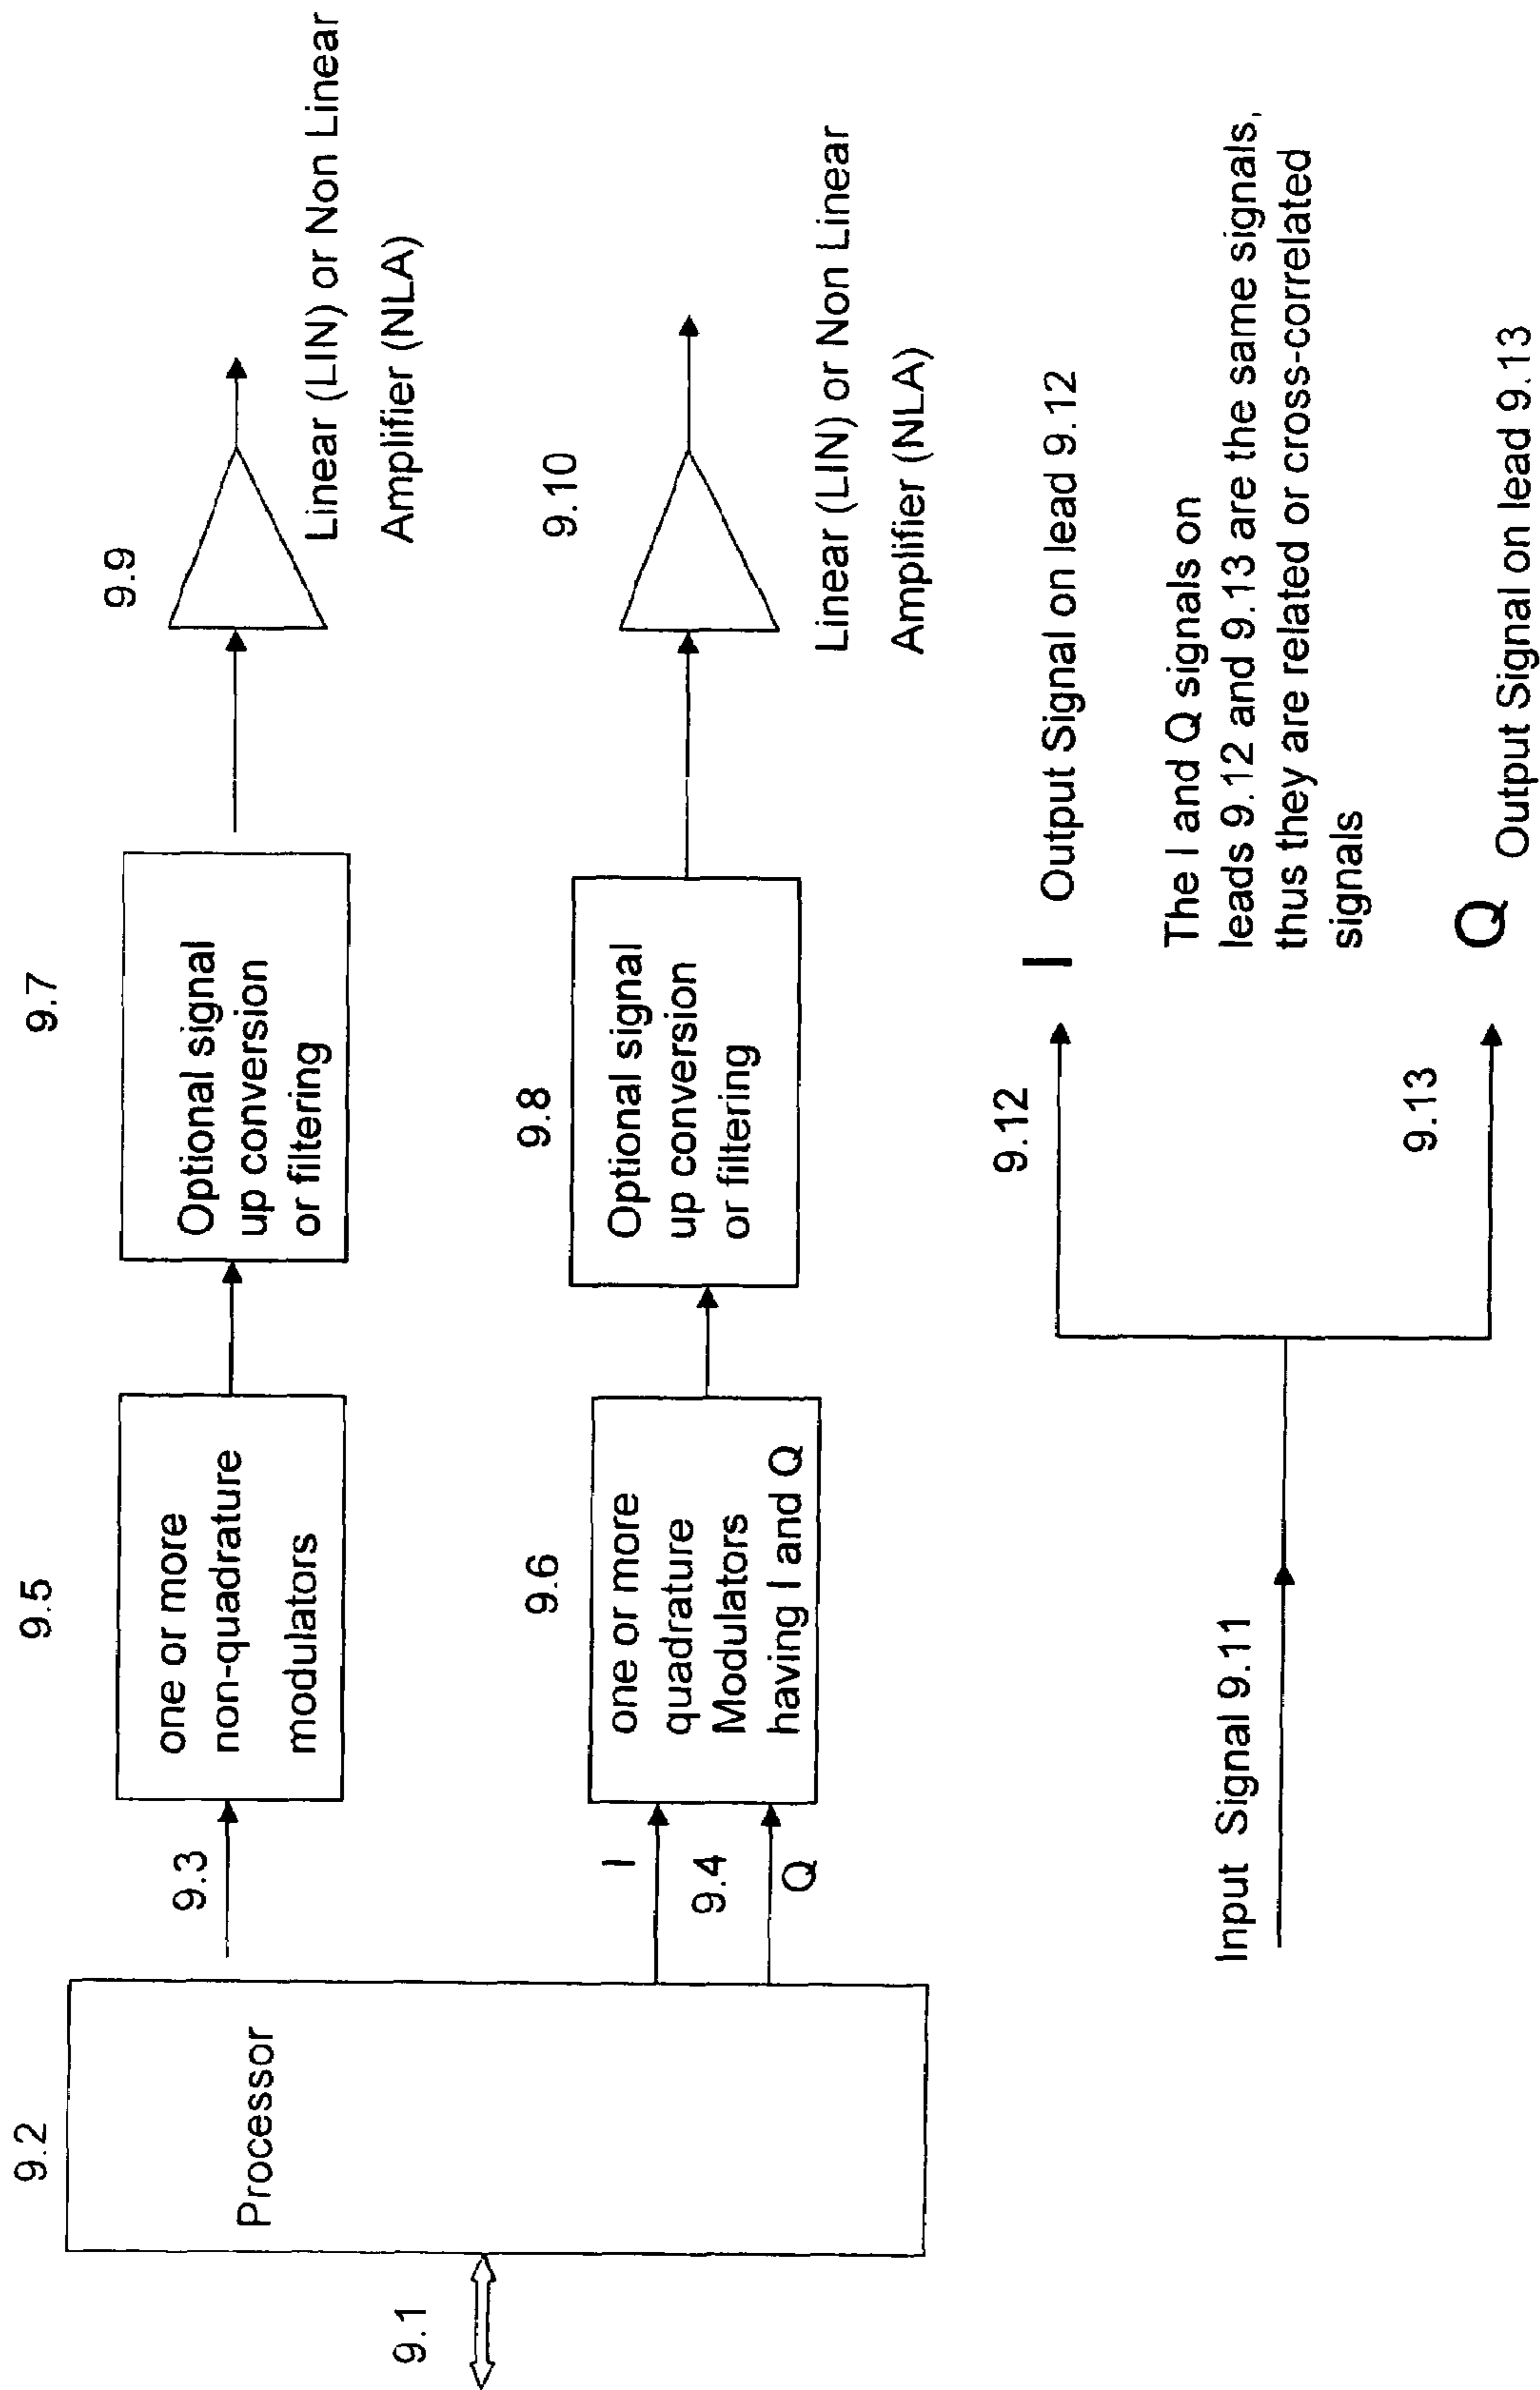 9.2
Processor
9.1
9.3
9.5
one or more
non-quadrature
modulators
9.7
Optional signal
up conversion
or filtering
9.9
Linear (LIN) or Non Linear
Amplifier (NLA)
I
9.4
Q
9.6
one or more
quadrature
Modulators
having I and Q
9.8
Optional signal
up conversion
or filtering
9.10
Linear (LIN) or Non Linear
Amplifier (NLA)
Input Signal 9.11
9.12
I Output Signal on lead 9.12
The I and Q signals on
leads 9.12 and 9.13 are the same signals,
thus they are related or cross-correlated
signals
9.13
Q Output Signal on lead 9.13